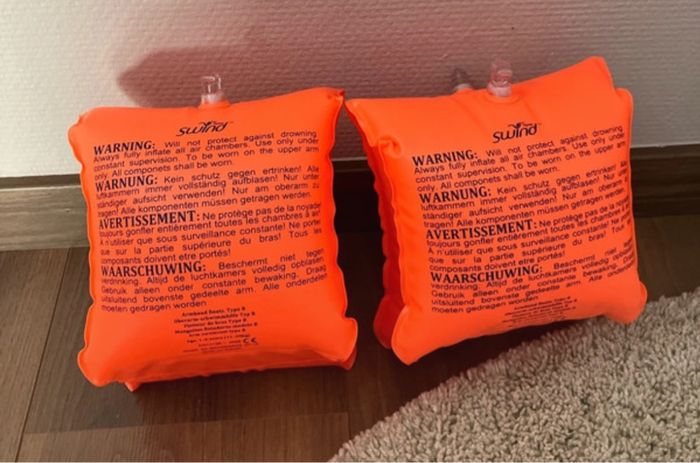 swind
WARNING: Will not protect against drowning
Always fully inflate all air chambers. Use only under
constant supervision. To be worn on the upper arm
only. All componets shall be worn.
WARNUNG: Kein schutz gegen ertrinken! Alle
luftkammern immer vollständig aufblasen! Nur unter
ständiger aufsicht verwenden! Nur am oberarm zu
tragen! Alle komponenten müssen getragen werden.
AVERTISSEMENT: Ne protège pas de la noyade
toujours gonfler entièrement toutes les chambres à air
À n'utiliser que sous surveillance constante! Porter
que sur la partie supérieure du bras! Tous les
composants doivent etre portés!
WAARSCHUWING: Beschermt niet tegen
verdrinking. Altijd de luchtkamers volledig opblasen
Gebruik alleen onder constante bewaking. Draag
uitsluitend bovenste gedeelte arm. Alle onderdelen
moeten gedragen worden
Armband floats, Type B
swind
WARNING: Will not protect against drowning
Always fully inflate all air chambers. Use only under
constant supervision. To be worn on the upper arm
only. All componets shall be worn.
WARNUNG: Kein schutz gegen ertrinken! Alle
luftkammern immer vollständig aufblasen! Nur unter
ständiger aufsicht verwenden! Nur am oberarm zu
tragen! Alle komponenten müssen getragen werden.
AVERTISSEMENT: Ne protège pas de la noyade
toujours gonfler entièrement toutes les chambres à air
À n'utiliser que sous surveillance constante! Porter
que sur la partie supérieure du bras! Tous les
composants doivent etre portés!
WAARSCHUWING: Beschermt niet tegen
verdrinking. Altijd de luchtkamers volledig opblasen
Gebruik alleen onder constante bewaking. Draag
uitsluitend bovenste gedeelte arm. Alle onderdelen
moeten gedragen worden
Armband floats, Type B